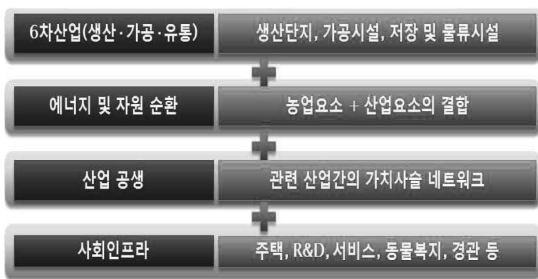 6차산업(생산·가공·유통) 생산단지, 가공시설, 저장 및 물류시설
에너지 및 자원 순환 농업요소 + 산업요소의 결합
산업 공생 관련 산업간의 가치사슬 네트워크
사회인프라 주택, R&D, 서비스, 동물복지, 경관 등